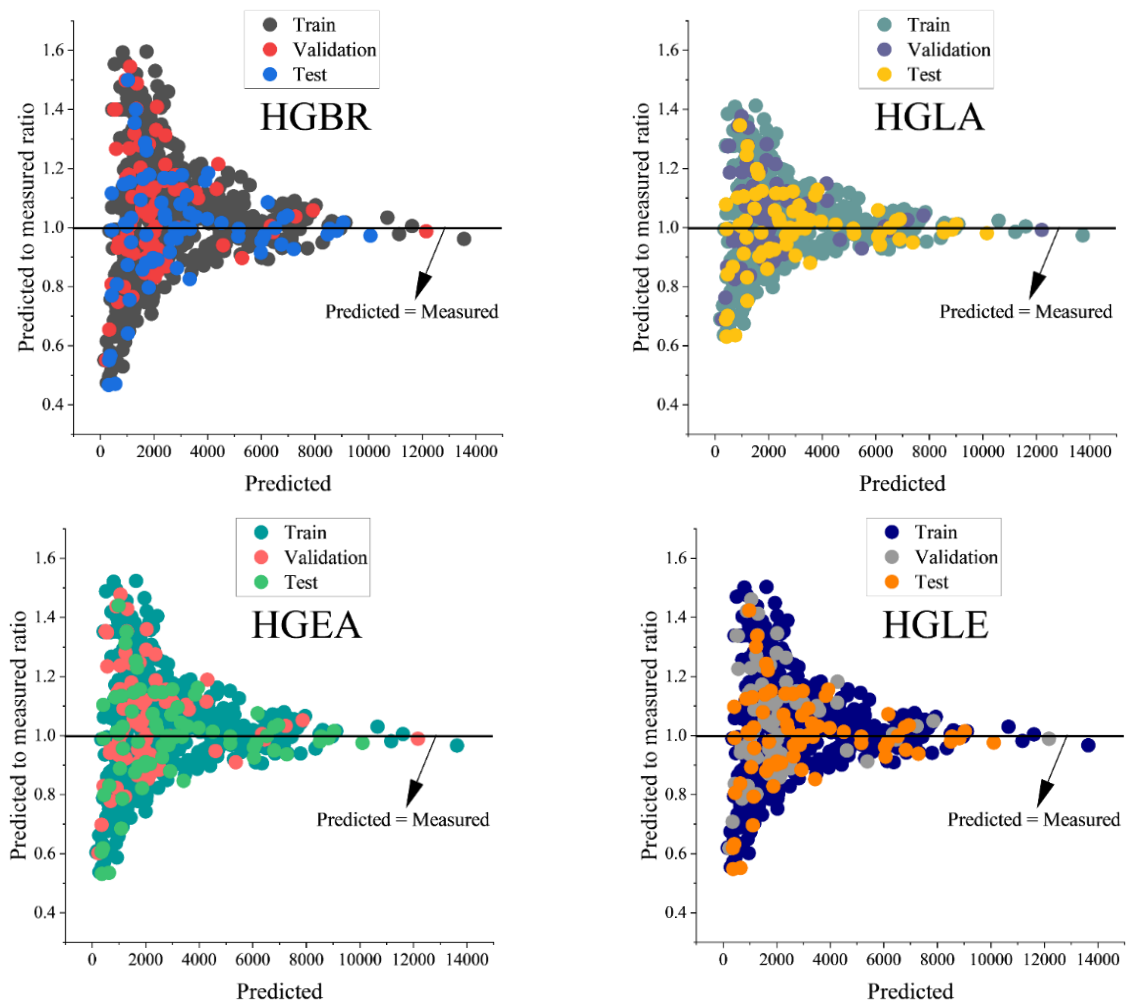 Train
Validation
Test
HGBR
Predicted to measured ratio
1.6
1.4
1.2
1.0
0.8
0.6
0.4
Predicted = Measured
0 2000 4000 6000 8000 10000 12000 14000
Predicted
Train
Validation
Test
HGLA
Predicted to measured ratio
1.6
1.4
1.2
1.0
0.8
0.6
0.4
Predicted = Measured
0 2000 4000 6000 8000 10000 12000 14000
Predicted
Train
Validation
Test
HGEA
Predicted to measured ratio
1.6
1.4
1.2
1.0
0.8
0.6
0.4
Predicted = Measured
0 2000 4000 6000 8000 10000 12000 14000
Predicted
Train
Validation
Test
HGLE
Predicted to measured ratio
1.6
1.4
1.2
1.0
0.8
0.6
0.4
Predicted = Measured
0 2000 4000 6000 8000 10000 12000 14000
Predicted